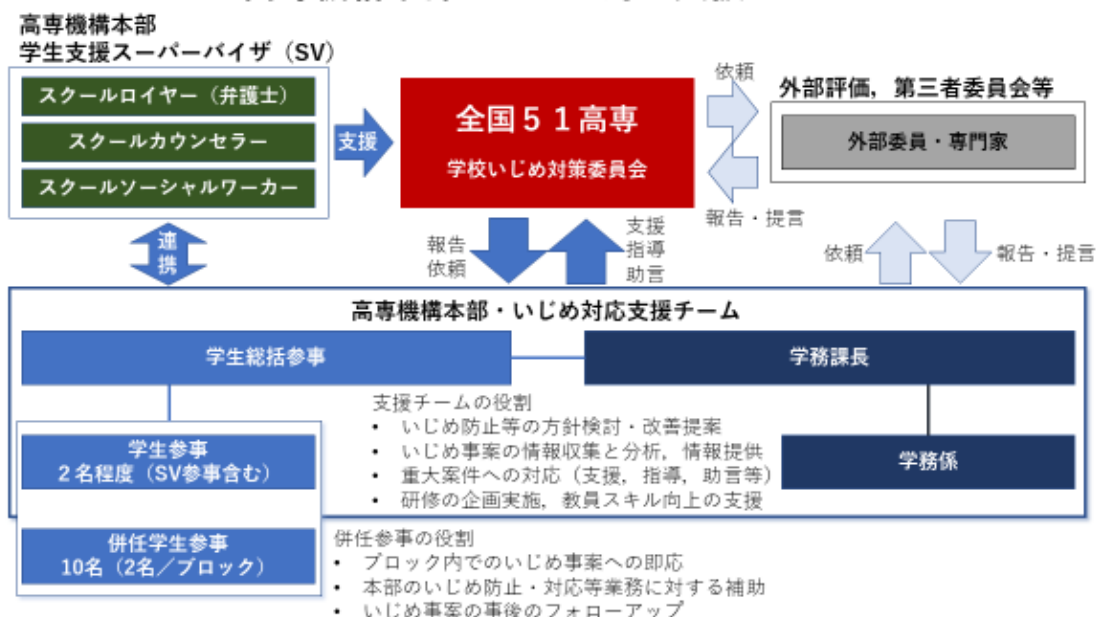 高専機構本部
学生支援スーパーバイザ（SV）
スクールロイヤー（弁護士）
スクールカウンセラー
スクールソーシャルワーカー
支援
全国５１高専
学校いじめ対策委員会
依頼
報告・提言
外部評価，第三者委員会等
外部委員・専門家
連
携
報告
依頼
支援
指導
助言
依頼
報告・提言
高専機構本部・いじめ対応支援チーム
学生総括参事
学務課長
学生参事
２名程度（SV参事含む）
支援チームの役割
• いじめ防止等の方針検討・改善提案
• いじめ事案の情報収集と分析，情報提供
• 重大案件への対応（支援，指導，助言等）
• 研修の企画実施，教員スキル向上の支援
学務係
併任学生参事
10名（2名／ブロック）
併任参事の役割
• ブロック内でのいじめ事案への即応
• 本部のいじめ防止・対応等業務に対する補助
• いじめ事案の事後のフォローアップ